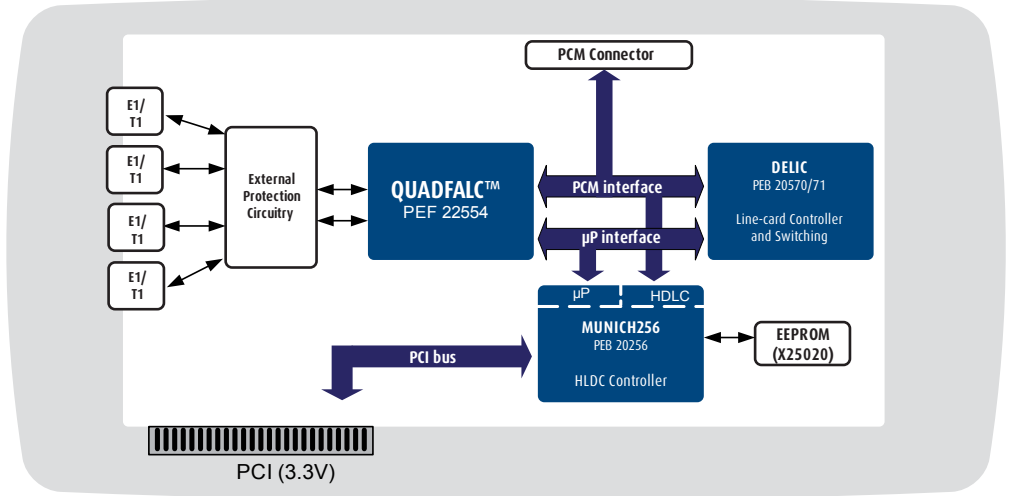 PCM Connector
E1/
T1
E1/
T1
E1/
T1
E1/
T1
External
Protection
Circuitry
QUADFALC™
PEF 22554
PCM interface
µP interface
DELIC
PEB 20570/71
Line-card Controller
and Switching
µP
HDLC
MUNICH256
PEB 20256
HLDC Controller
EEPROM
(X25020)
PCI bus
PCI (3.3V)